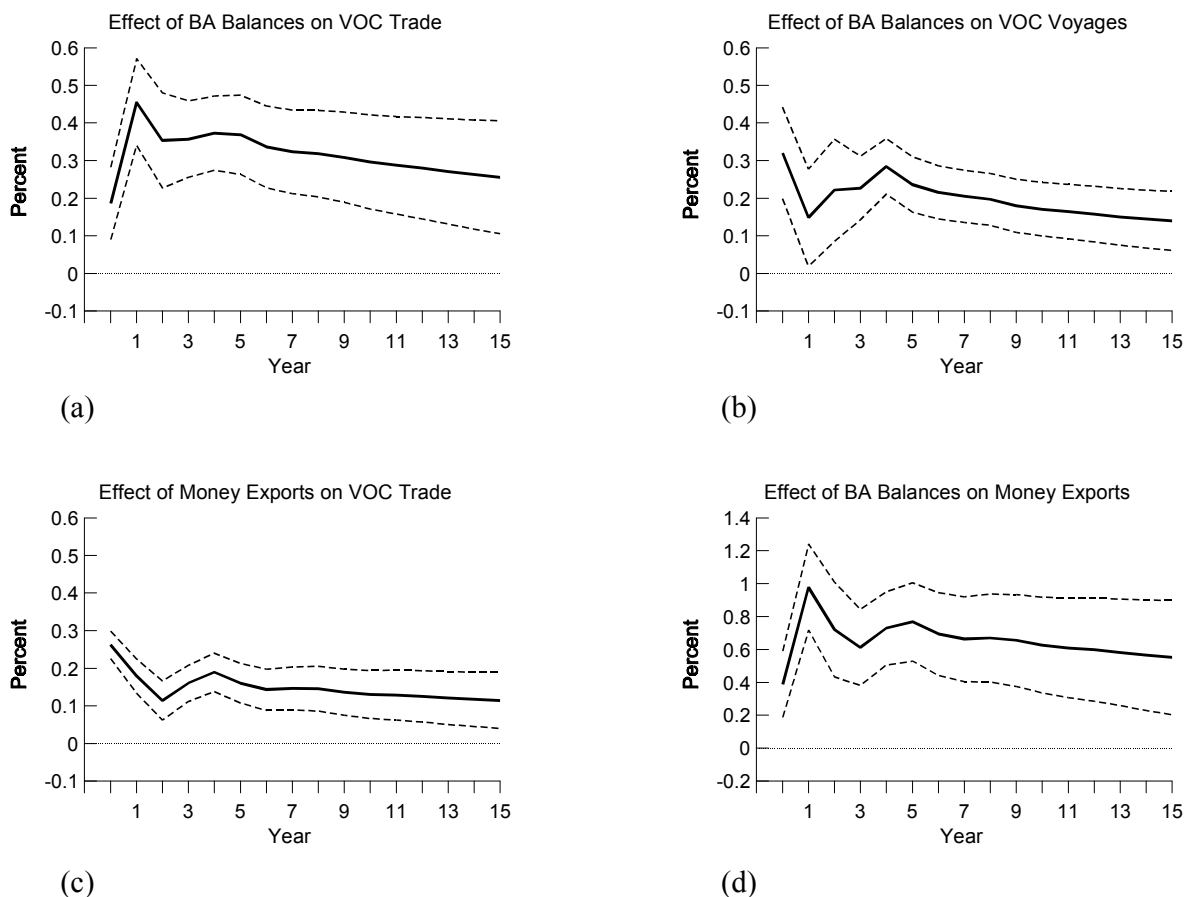 Effect of BA Balances on VOC Trade
0.6
0.5
0.4
0.3
0.2
0.1
0
-0.1
Percent
1 3 5 7 9 11 13 15
Year
(a)
Effect of BA Balances on VOC Voyages
0.6
0.5
0.4
0.3
0.2
0.1
0
-0.1
Percent
1 3 5 7 9 11 13 15
Year
(b)
Effect of Money Exports on VOC Trade
0.6
0.5
0.4
0.3
0.2
0.1
0
-0.1
Percent
1 3 5 7 9 11 13 15
Year
(c)
Effect of BA Balances on Money Exports
1.4
1.2
1
0.8
0.6
0.4
0.2
0
-0.2
Percent
1 3 5 7 9 11 13 15
Year
(d)